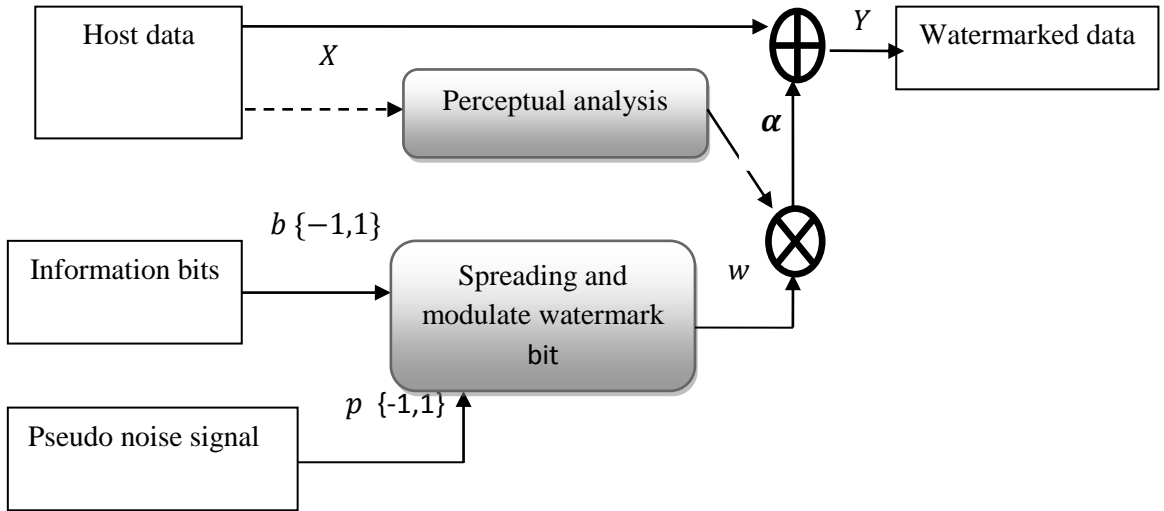 Host data
X
Y
Watermarked data
Perceptual analysis
α
b {−1,1}
Information bits
Spreading and
modulate watermark
bit
w
p {-1,1}
Pseudo noise signal